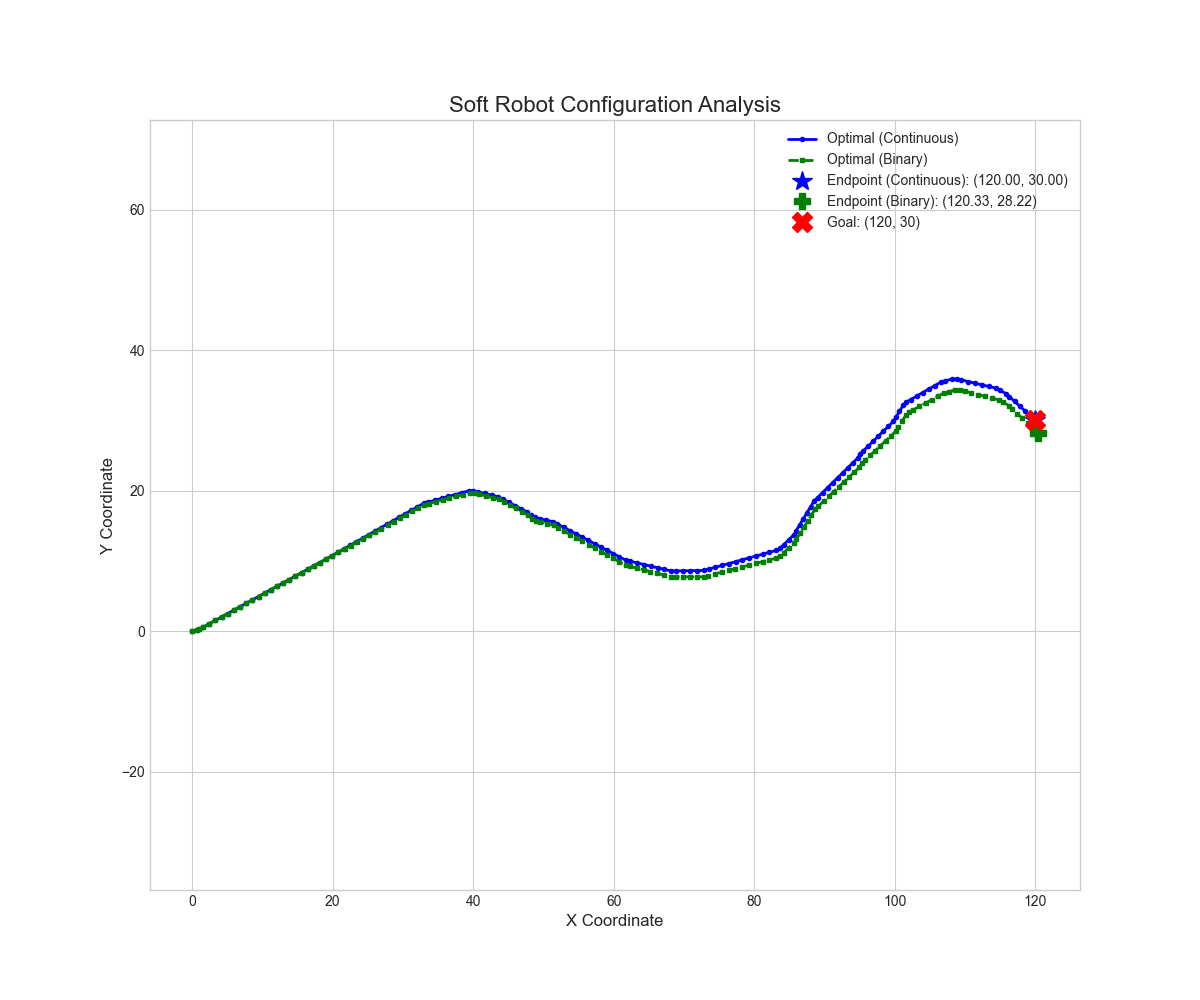 Soft Robot Configuration Analysis
Optimal (Continuous)
Optimal (Binary)
Endpoint (Continuous): (120.00, 30.00)
Endpoint (Binary): (120.33, 28.22)
Goal: (120, 30)
Y Coordinate
60
40
20
0
−20
0 20 40 60 80 100 120
X Coordinate